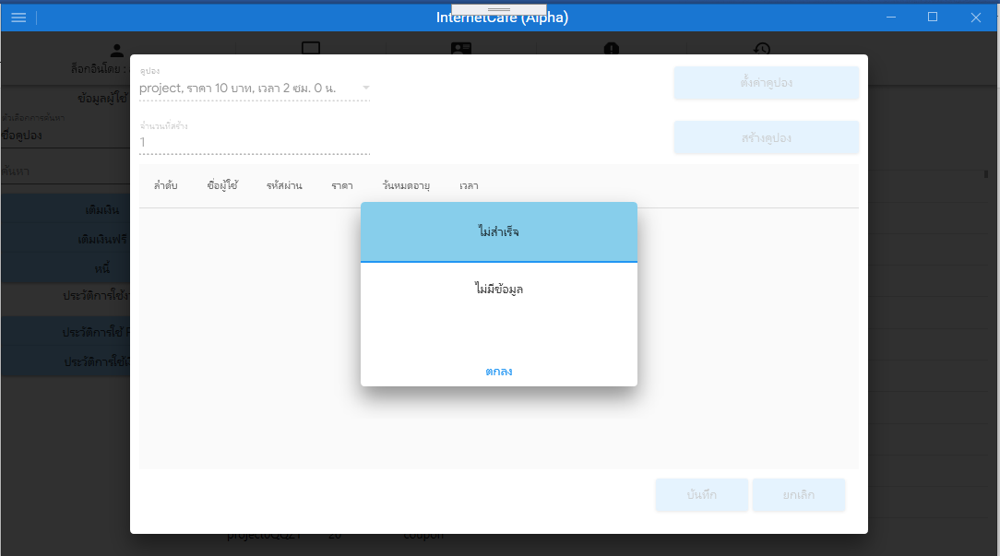 InternetCafe (Alpha)
ล็อกอินโดย :
ข้อมูลผู้ใช้
ตัวเลือกการค้นหา
ชื่อคูปอง
ค้นหา
เติมเงิน
เติมเงินฟรี
หนี้
ประวัติการใช้
ประวัติการใช้
ประวัติการใช้
คูปอง
project, ราคา 10 บาท, เวลา 2 ชม. 0 น.
ตั้งค่าคูปอง
จำนวนที่สร้าง
1
สร้างคูปอง
ลำดับ ชื่อผู้ใช้ รหัสผ่าน ราคา วันหมดอายุ เวลา
ไม่สำเร็จ
ไม่มีข้อมูล
ตกลง
บันทึก ยกเลิก
20 coupon